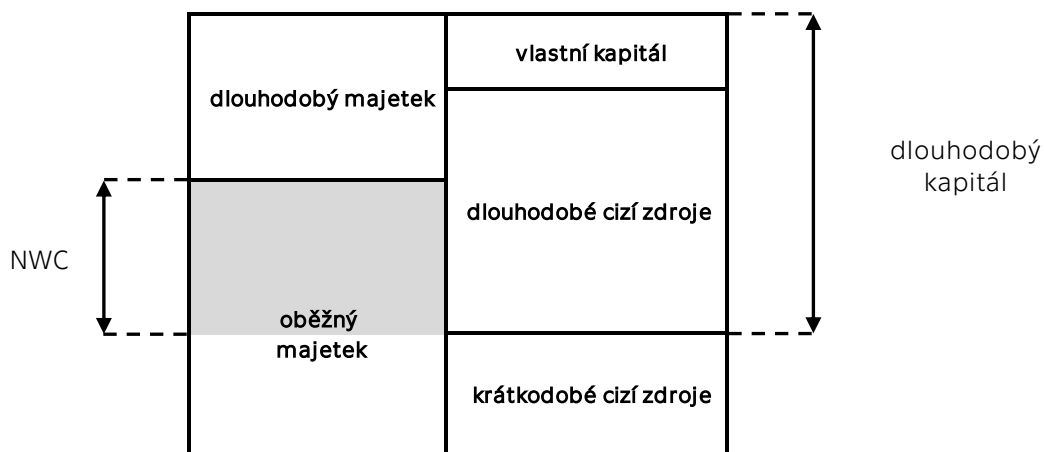 vlastní kapitál
dlouhodobý majetek
dlouhodobý
kapitál
dlouhodobé cizí zdroje
NWC
oběžný
majetek
krátkodobé cizí zdroje